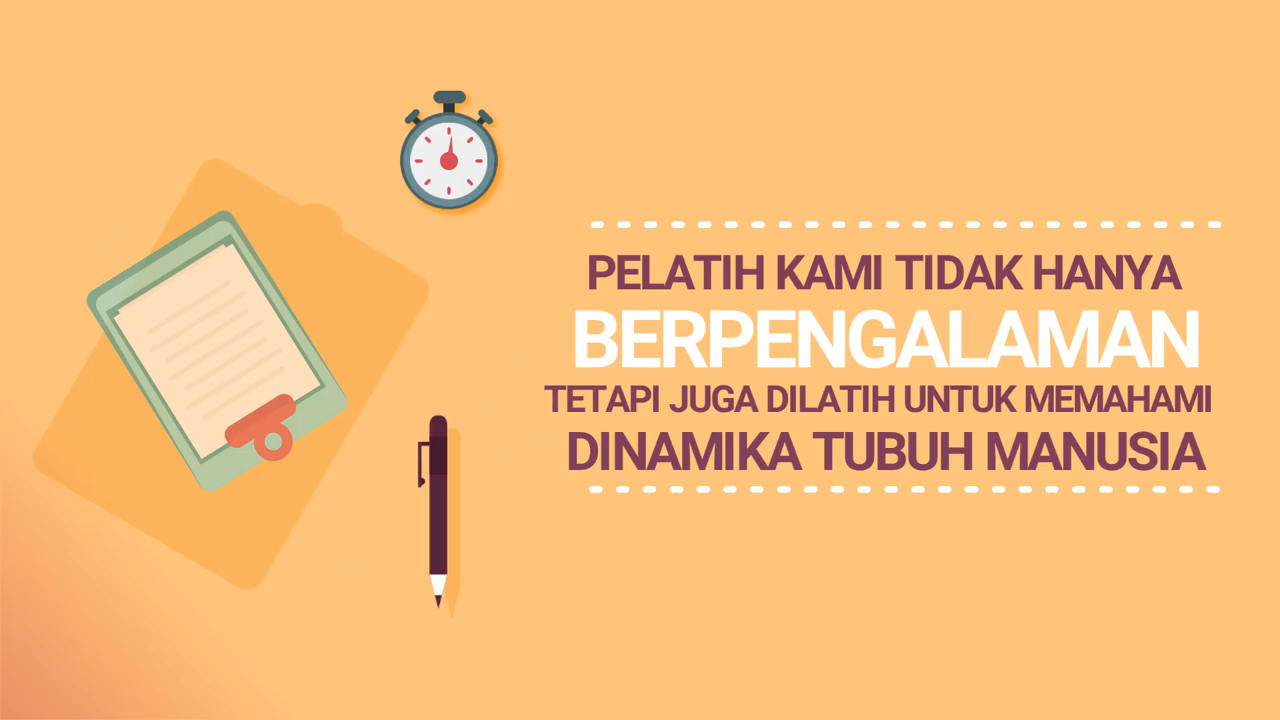 PELATIH KAMI TIDAK HANYA
BERPENGALAMAN
TETAPI JUGA DILATIH UNTUK MEMAHAMI
DINAMIKA TUBUH MANUSIA